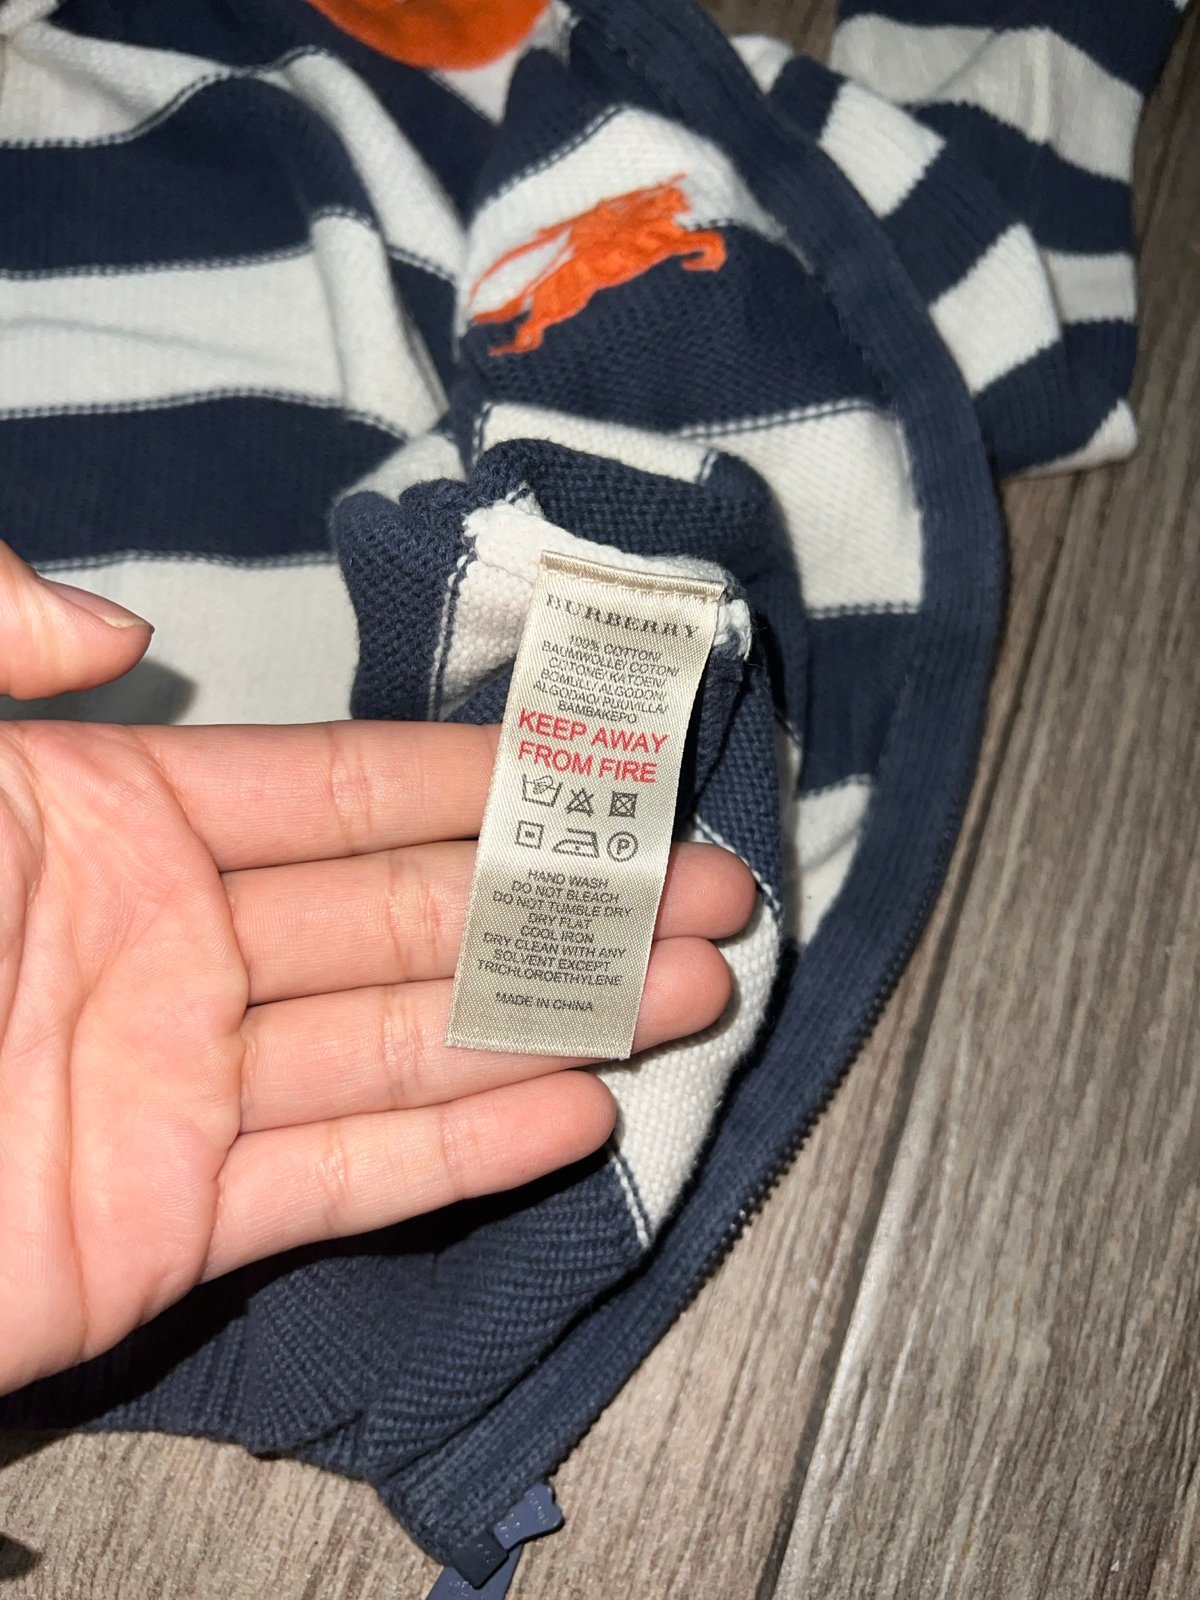 BURBERRY
100% COTTON/
BAUMWOLLE/ COTON/
COTONE/ KATOEN/
BOMULL/ ALGODON/
ALGODAO/ PUUVILLA/
BAMBAKEPO
KEEP AWAY
FROM FIRE
P
HAND WASH
DO NOT BLEACH
DO NOT TUMBLE DRY
DRY FLAT
COOL IRON
DRY CLEAN WITH ANY
SOLVENT EXCEPT
TRICHLOROETHYLENE
MADE IN CHINA